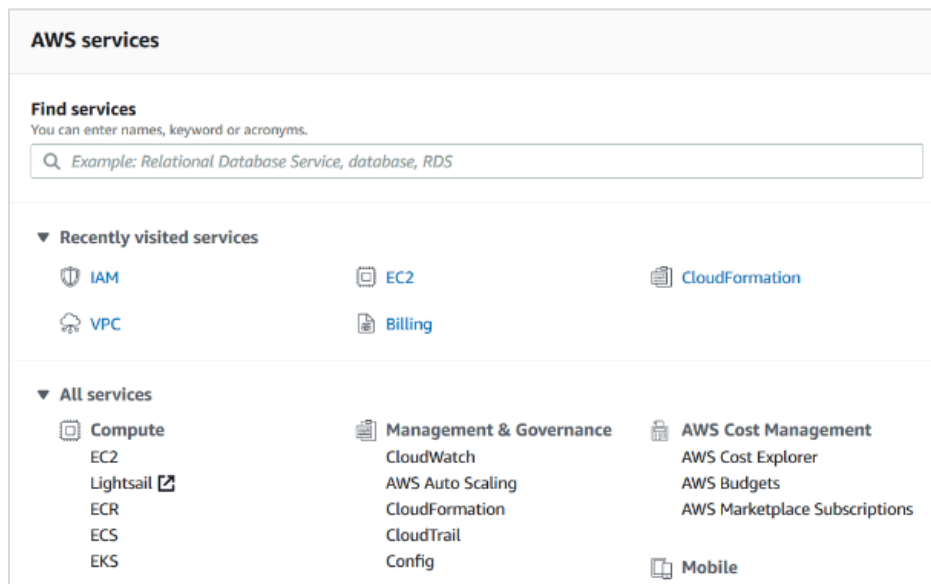 AWS services
Find services
You can enter names, keyword or acronyms.
Example: Relational Database Service, database, RDS
Recently visited services
IAM
EC2
CloudFormation
VPC
Billing
All services
Compute
EC2
Lightsail
ECR
ECS
EKS
Management & Governance
CloudWatch
AWS Auto Scaling
CloudFormation
CloudTrail
Config
AWS Cost Management
AWS Cost Explorer
AWS Budgets
AWS Marketplace Subscriptions
Mobile